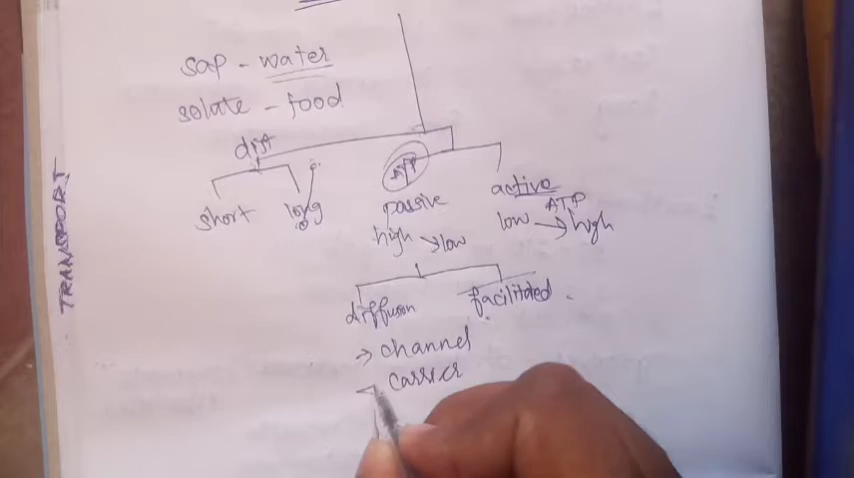 TRANSPORT
sap - water
solute - food
dist
short long
ATP
passive active
ATP
high → low low → high
diffusion facilitated
→ channel
carrier